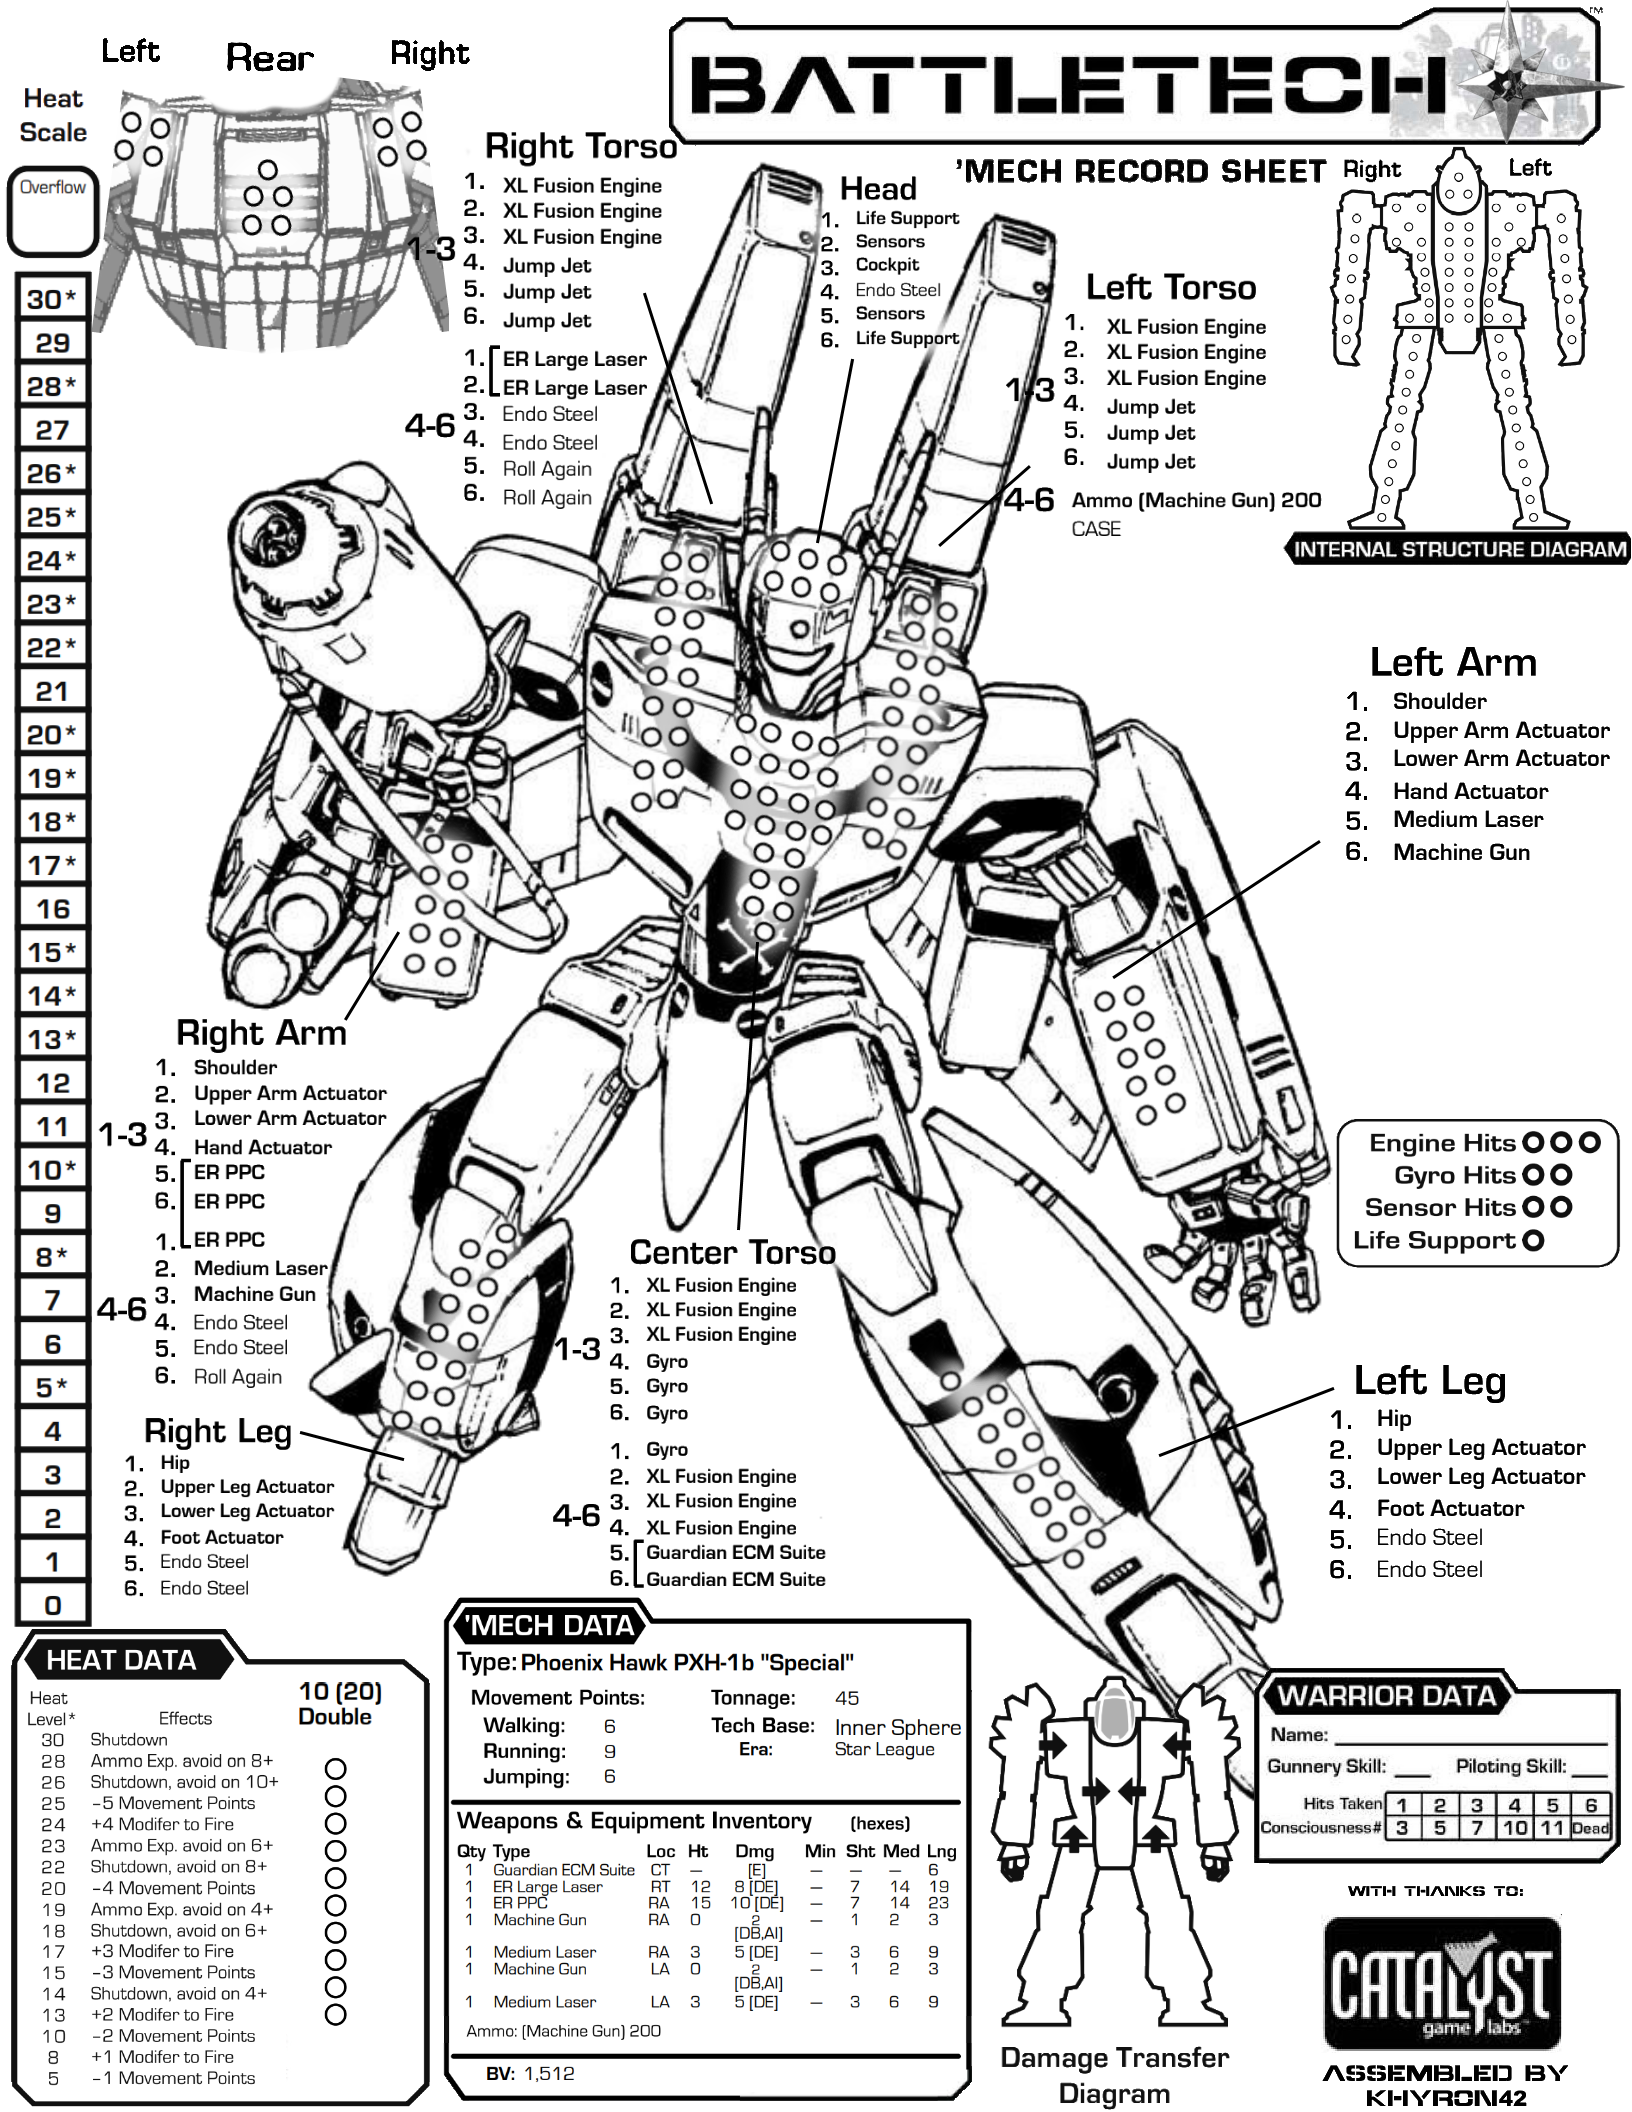 Left Rear Right
BATTLETECH
TM
'MECH RECORD SHEET
Right Left
INTERNAL STRUCTURE DIAGRAM
Heat
Scale
Overflow
30*
29
28*
27
26*
25*
24*
23*
22*
21
20*
19*
18*
17*
16
15*
14*
13*
12
11
10*
9
8*
7
6
5*
4
3
2
1
0
Right Torso
1-3
1. XL Fusion Engine
2. XL Fusion Engine
3. XL Fusion Engine
4. Jump Jet
5. Jump Jet
6. Jump Jet
4-6
1. ER Large Laser
2. ER Large Laser
3. Endo Steel
4. Endo Steel
5. Roll Again
6. Roll Again
Head
1. Life Support
2. Sensors
3. Cockpit
4. Endo Steel
5. Sensors
6. Life Support
Left Torso
1-3
1. XL Fusion Engine
2. XL Fusion Engine
3. XL Fusion Engine
4. Jump Jet
5. Jump Jet
6. Jump Jet
4-6
Ammo (Machine Gun) 200
CASE
Left Arm
1. Shoulder
2. Upper Arm Actuator
3. Lower Arm Actuator
4. Hand Actuator
5. Medium Laser
6. Machine Gun
Right Arm
1-3
1. Shoulder
2. Upper Arm Actuator
3. Lower Arm Actuator
4. Hand Actuator
5. ER PPC
6. ER PPC
4-6
1. ER PPC
2. Medium Laser
3. Machine Gun
4. Endo Steel
5. Endo Steel
6. Roll Again
Engine Hits
Gyro Hits
Sensor Hits
Life Support
Center Torso
1-3
1. XL Fusion Engine
2. XL Fusion Engine
3. XL Fusion Engine
4. Gyro
5. Gyro
6. Gyro
4-6
1. Gyro
2. XL Fusion Engine
3. XL Fusion Engine
4. XL Fusion Engine
5. Guardian ECM Suite
6. Guardian ECM Suite
Right Leg
1. Hip
2. Upper Leg Actuator
3. Lower Leg Actuator
4. Foot Actuator
5. Endo Steel
6. Endo Steel
Left Leg
1. Hip
2. Upper Leg Actuator
3. Lower Leg Actuator
4. Foot Actuator
5. Endo Steel
6. Endo Steel
HEAT DATA
Heat
Level* Effects
10 (20)
Double
30 Shutdown
28 Ammo Exp. avoid on 8+
26 Shutdown, avoid on 10+
25 -5 Movement Points
24 +4 Modifer to Fire
23 Ammo Exp. avoid on 6+
22 Shutdown, avoid on 8+
20 -4 Movement Points
19 Ammo Exp. avoid on 4+
18 Shutdown, avoid on 6+
17 +3 Modifer to Fire
15 -3 Movement Points
14 Shutdown, avoid on 4+
13 +2 Modifer to Fire
10 -2 Movement Points
8 +1 Modifer to Fire
5 -1 Movement Points
'MECH DATA
Type: Phoenix Hawk PXH-1b "Special"
Movement Points: Tonnage: 45
Walking: 6 Tech Base: Inner Sphere
Running: 9 Era: Star League
Jumping: 6
Weapons & Equipment Inventory (hexes)
Qty Type Loc Ht Dmg Min Sht Med Lng
1 Guardian ECM Suite CT — [E] — — — 6
1 ER Large Laser RT 12 8 [DE] — 7 14 19
1 ER PPC RA 15 10 [DE] — 7 14 23
1 Machine Gun RA 0 2 — 1 2 3
[DB,AI]
1 Medium Laser RA 3 5 [DE] — 3 6 9
1 Machine Gun LA 0 2 — 1 2 3
[DB,AI]
1 Medium Laser LA 3 5 [DE] — 3 6 9
Ammo: (Machine Gun) 200
BV: 1,512
Damage Transfer
Diagram
WARRIOR DATA
Name:
Gunnery Skill: Piloting Skill:
Hits Taken 1 2 3 4 5 6
Consciousness# 3 5 7 10 11 Dead
WITH THANKS TO:
CATALYST
game labs
ASSEMBLED BY
KHYRON42